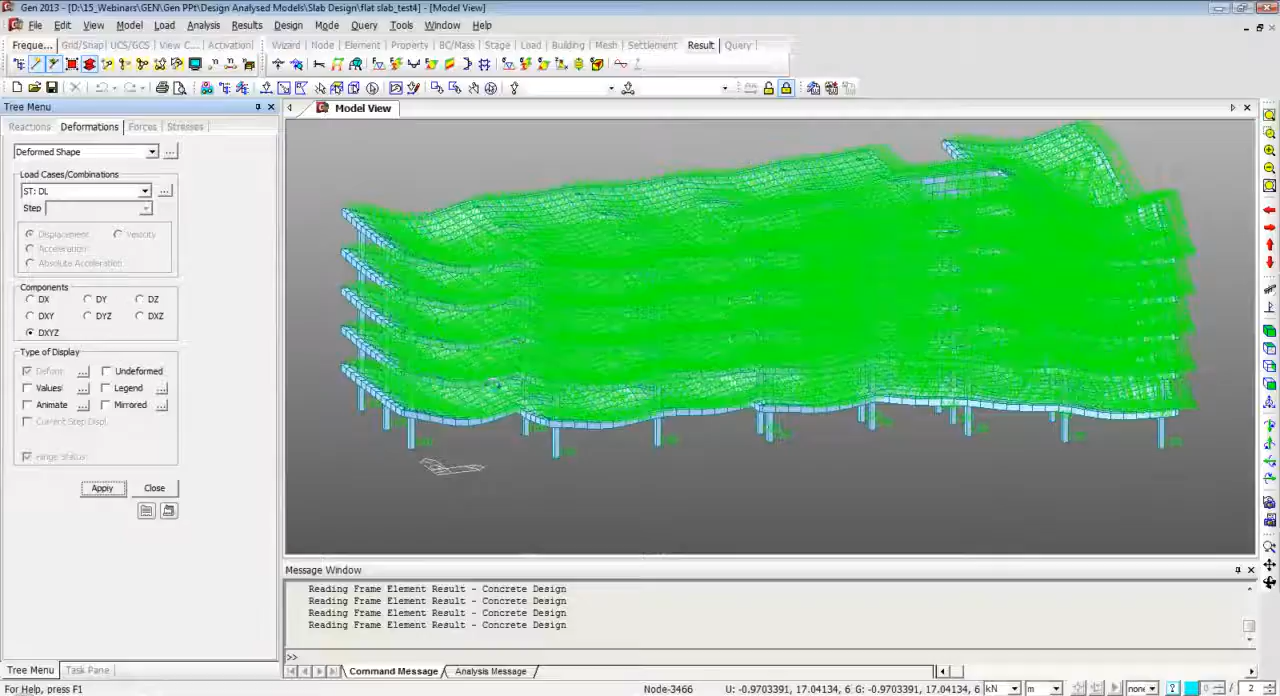 Gen 2013 - [D:\15_Webinars\GEN\Gen PPt\Design Analysed Models\Slab Design\flat slab_test4] - [Model View]
File Edit View Model Load Analysis Results Design Mode Query Tools Window Help
Freque... Grid/Snap UCS/GCS View C... Activation Wizard Node Element Property BC/Mass Stage Load Building Mesh Settlement Result Query
Tree Menu
Model View
Reactions Deformations Forces Stresses
Deformed Shape
Load Cases/Combinations
ST: DL
Step
Displacement Velocity
Acceleration
Absolute Acceleration
Components
DX DY DZ
DXY DYZ DXZ
DXYZ
Type of Display
Deform Undeformed
Values Legend
Animate Mirrored
Current Step Displ.
Hinge Status
Apply Close
Message Window
Reading Frame Element Result - Concrete Design
Reading Frame Element Result - Concrete Design
Reading Frame Element Result - Concrete Design
Reading Frame Element Result - Concrete Design
>>
Tree Menu Task Pane
Command Message Analysis Message
For Help, press F1
Node-3466 U: -0.9703391, 17.04134, 6 G: -0.9703391, 17.04134, 6 kN m none ? 0 / 2